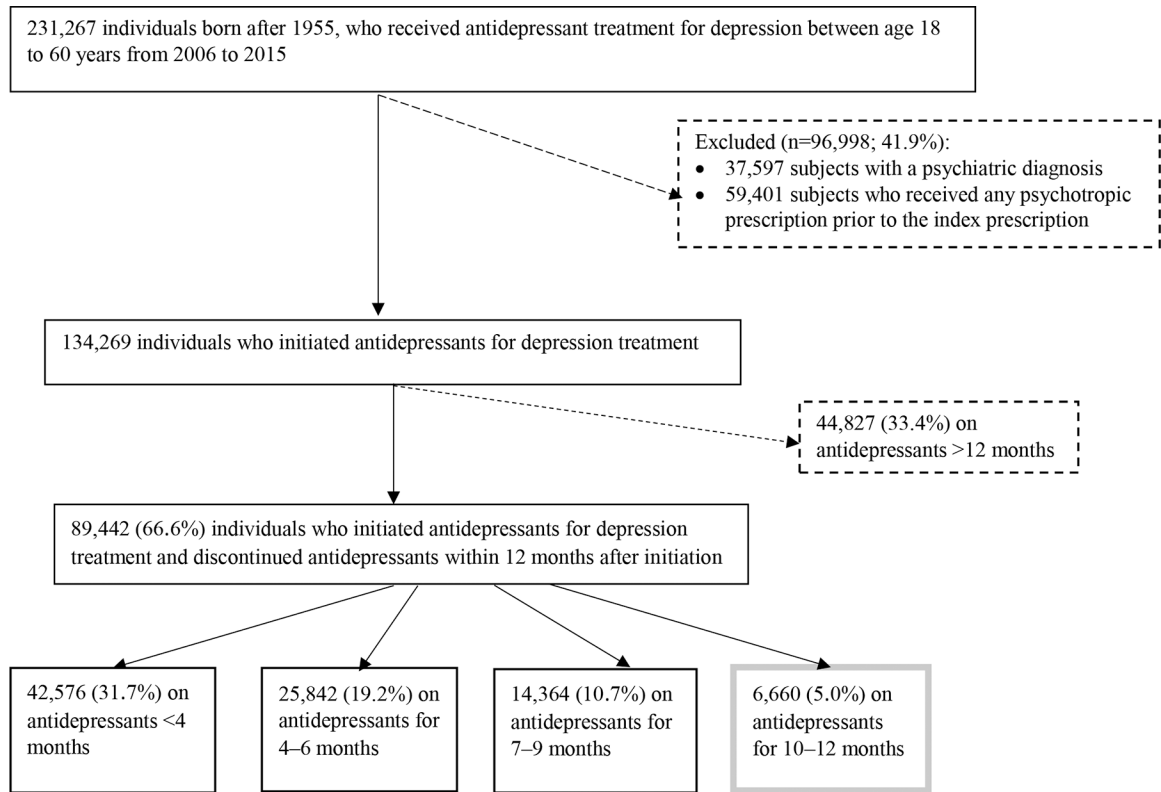 231,267 individuals born after 1955, who received antidepressant treatment for depression between age 18
to 60 years from 2006 to 2015
Excluded (n=96,998; 41.9%):
• 37,597 subjects with a psychiatric diagnosis
• 59,401 subjects who received any psychotropic
prescription prior to the index prescription
134,269 individuals who initiated antidepressants for depression treatment
44,827 (33.4%) on
antidepressants >12 months
89,442 (66.6%) individuals who initiated antidepressants for depression
treatment and discontinued antidepressants within 12 months after initiation
42,576 (31.7%) on
antidepressants <4
months
25,842 (19.2%) on
antidepressants for
4–6 months
14,364 (10.7%) on
antidepressants for
7–9 months
6,660 (5.0%) on
antidepressants
for 10–12 months